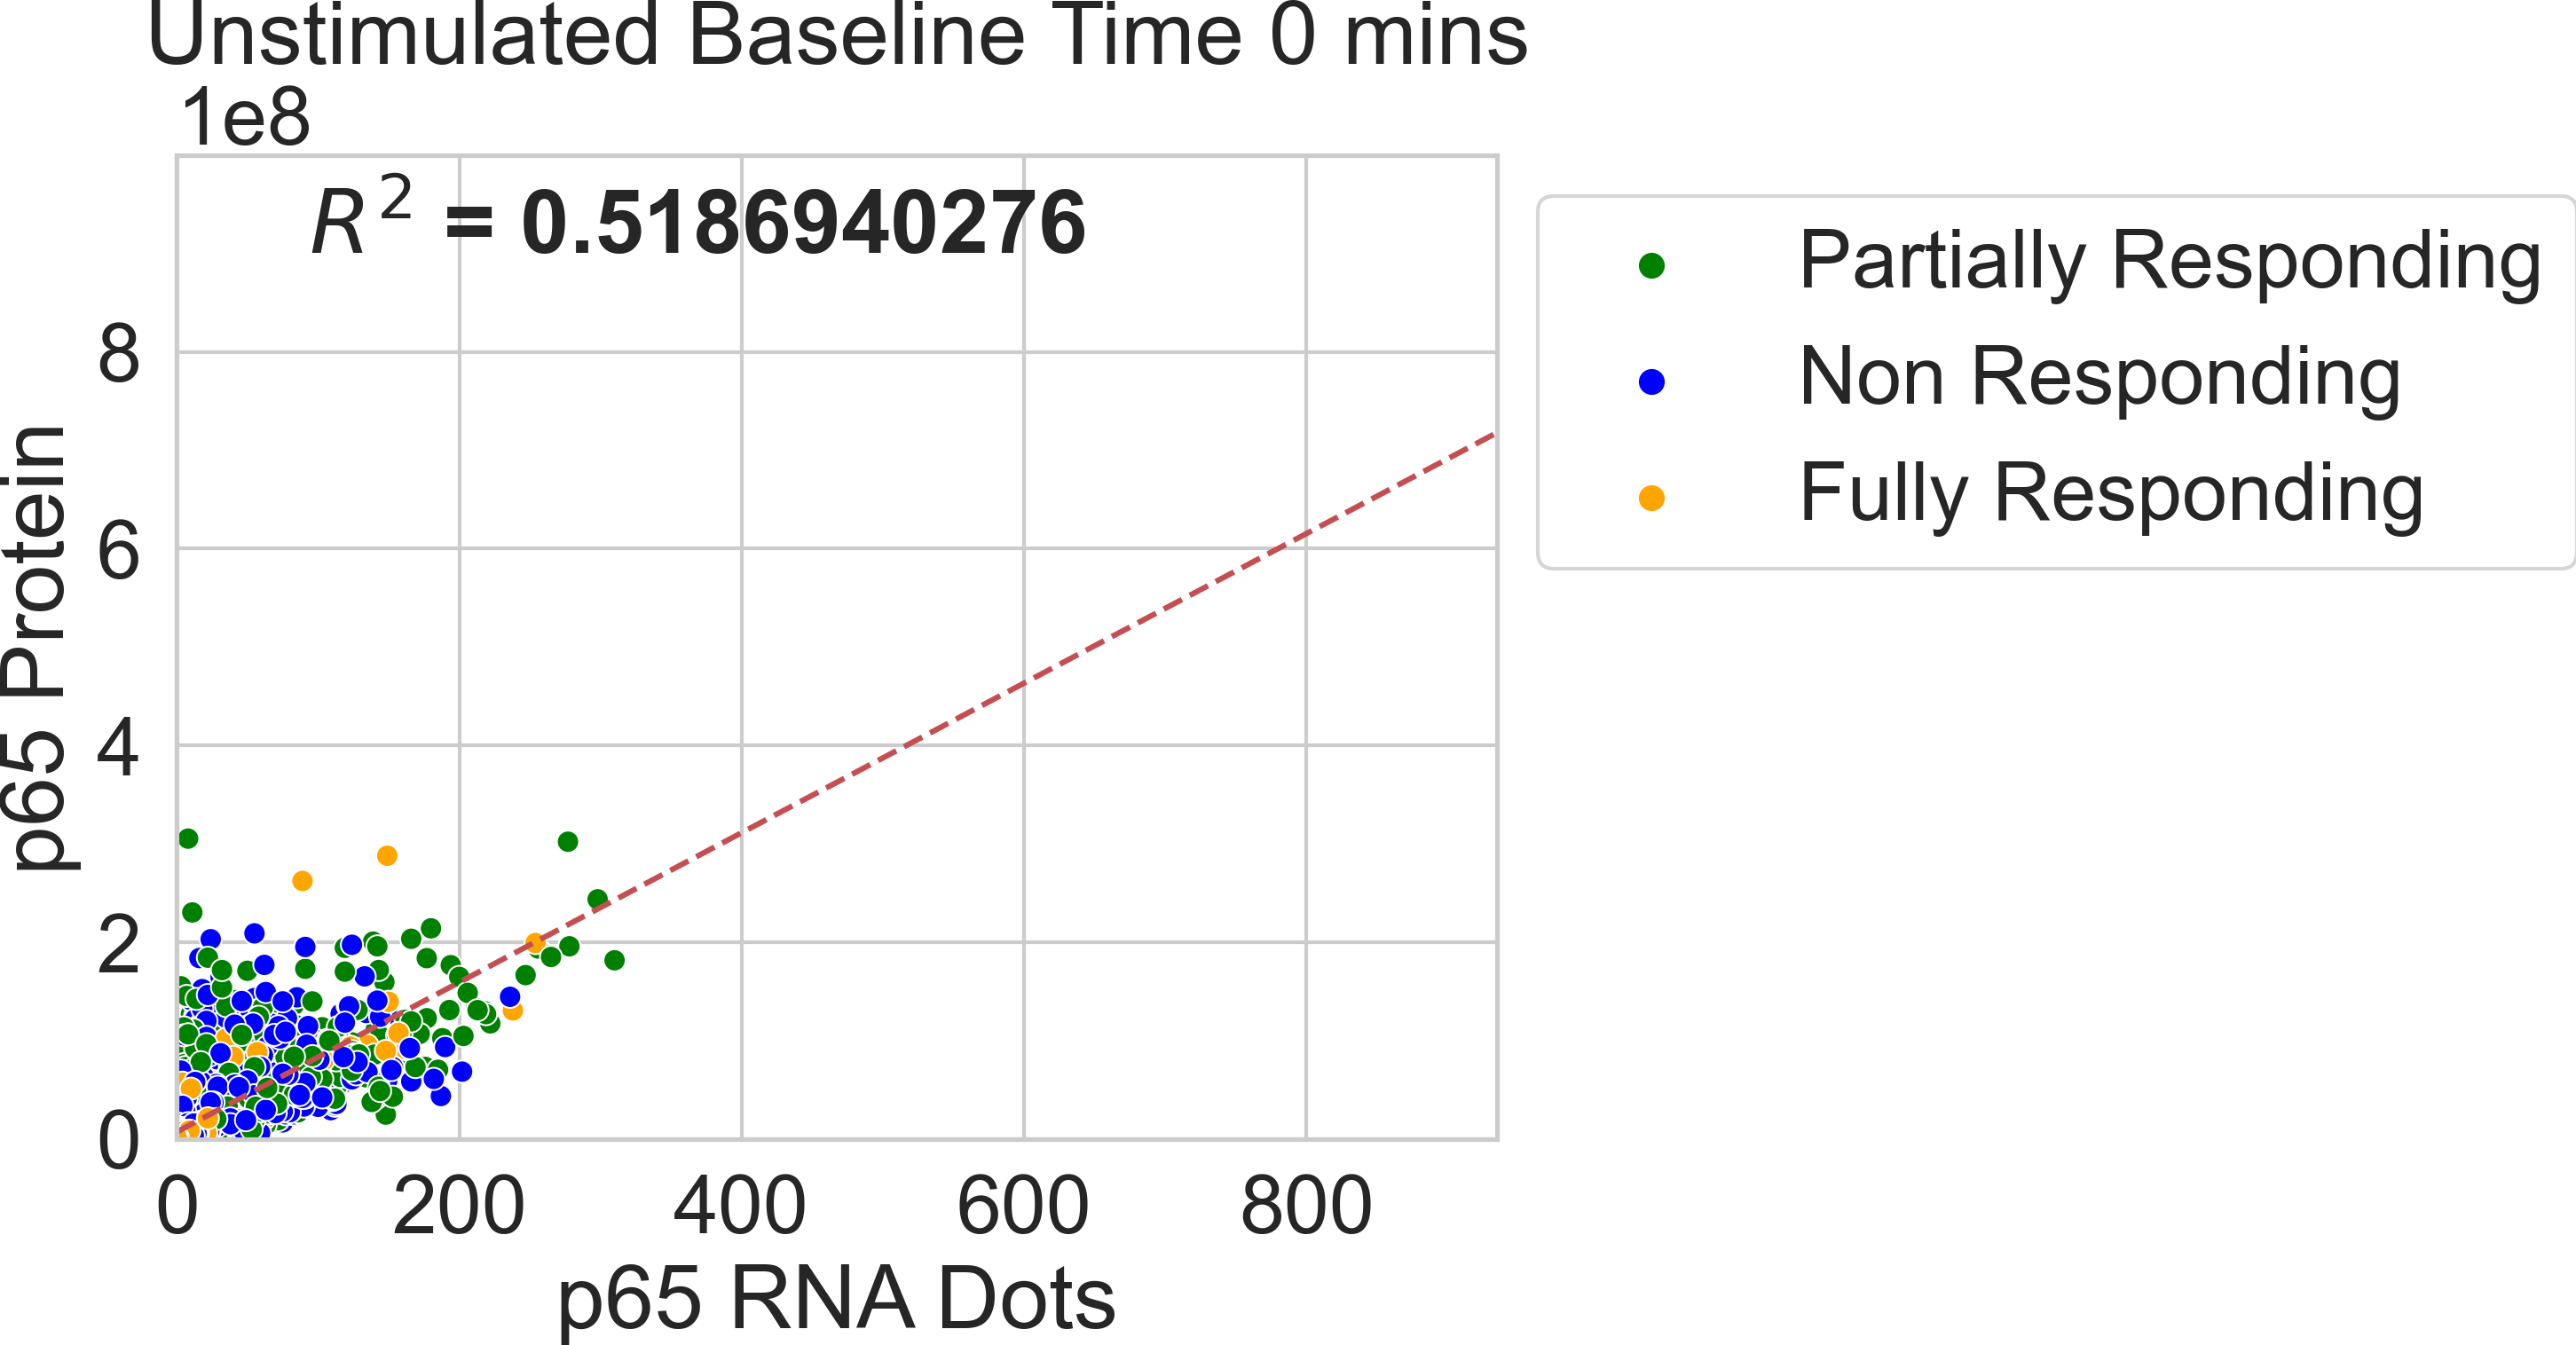 Unstimulated Baseline Time 0 mins
1e8
R² = 0.5186940276
8
6
4
2
0
p65 Protein
0 200 400 600 800
p65 RNA Dots
Partially Responding
Non Responding
Fully Responding